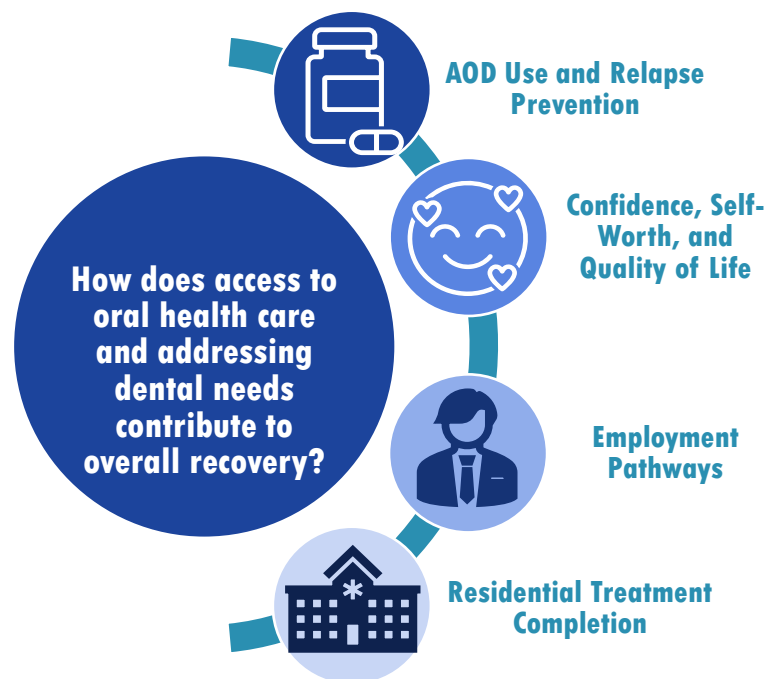 How does access to
oral health care
and addressing
dental needs
contribute to
overall recovery?
AOD Use and Relapse
Prevention
Confidence, Self-
Worth, and
Quality of Life
Employment
Pathways
Residential Treatment
Completion